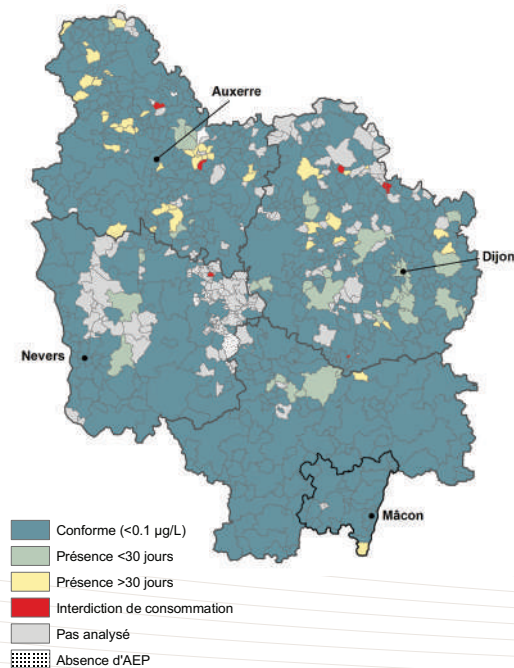 Auxerre
Dijon
Nevers
Mâcon
Conforme (<0.1 µg/L)
Présence <30 jours
Présence >30 jours
Interdiction de consommation
Pas analysé
Absence d'AEP